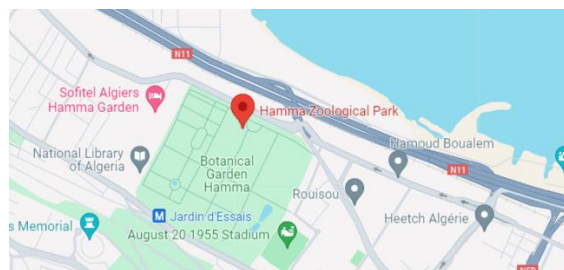 N11
Sofitel Algiers
Hamma Garden
Hamma Zoological Park
Hamoud Boualem
National Library
of Algeria
Botanical
Garden
Hamma
N11
Rouisou
Jardin d'Essais
Heetch Algérie
s Memorial
August 20 1955 Stadium